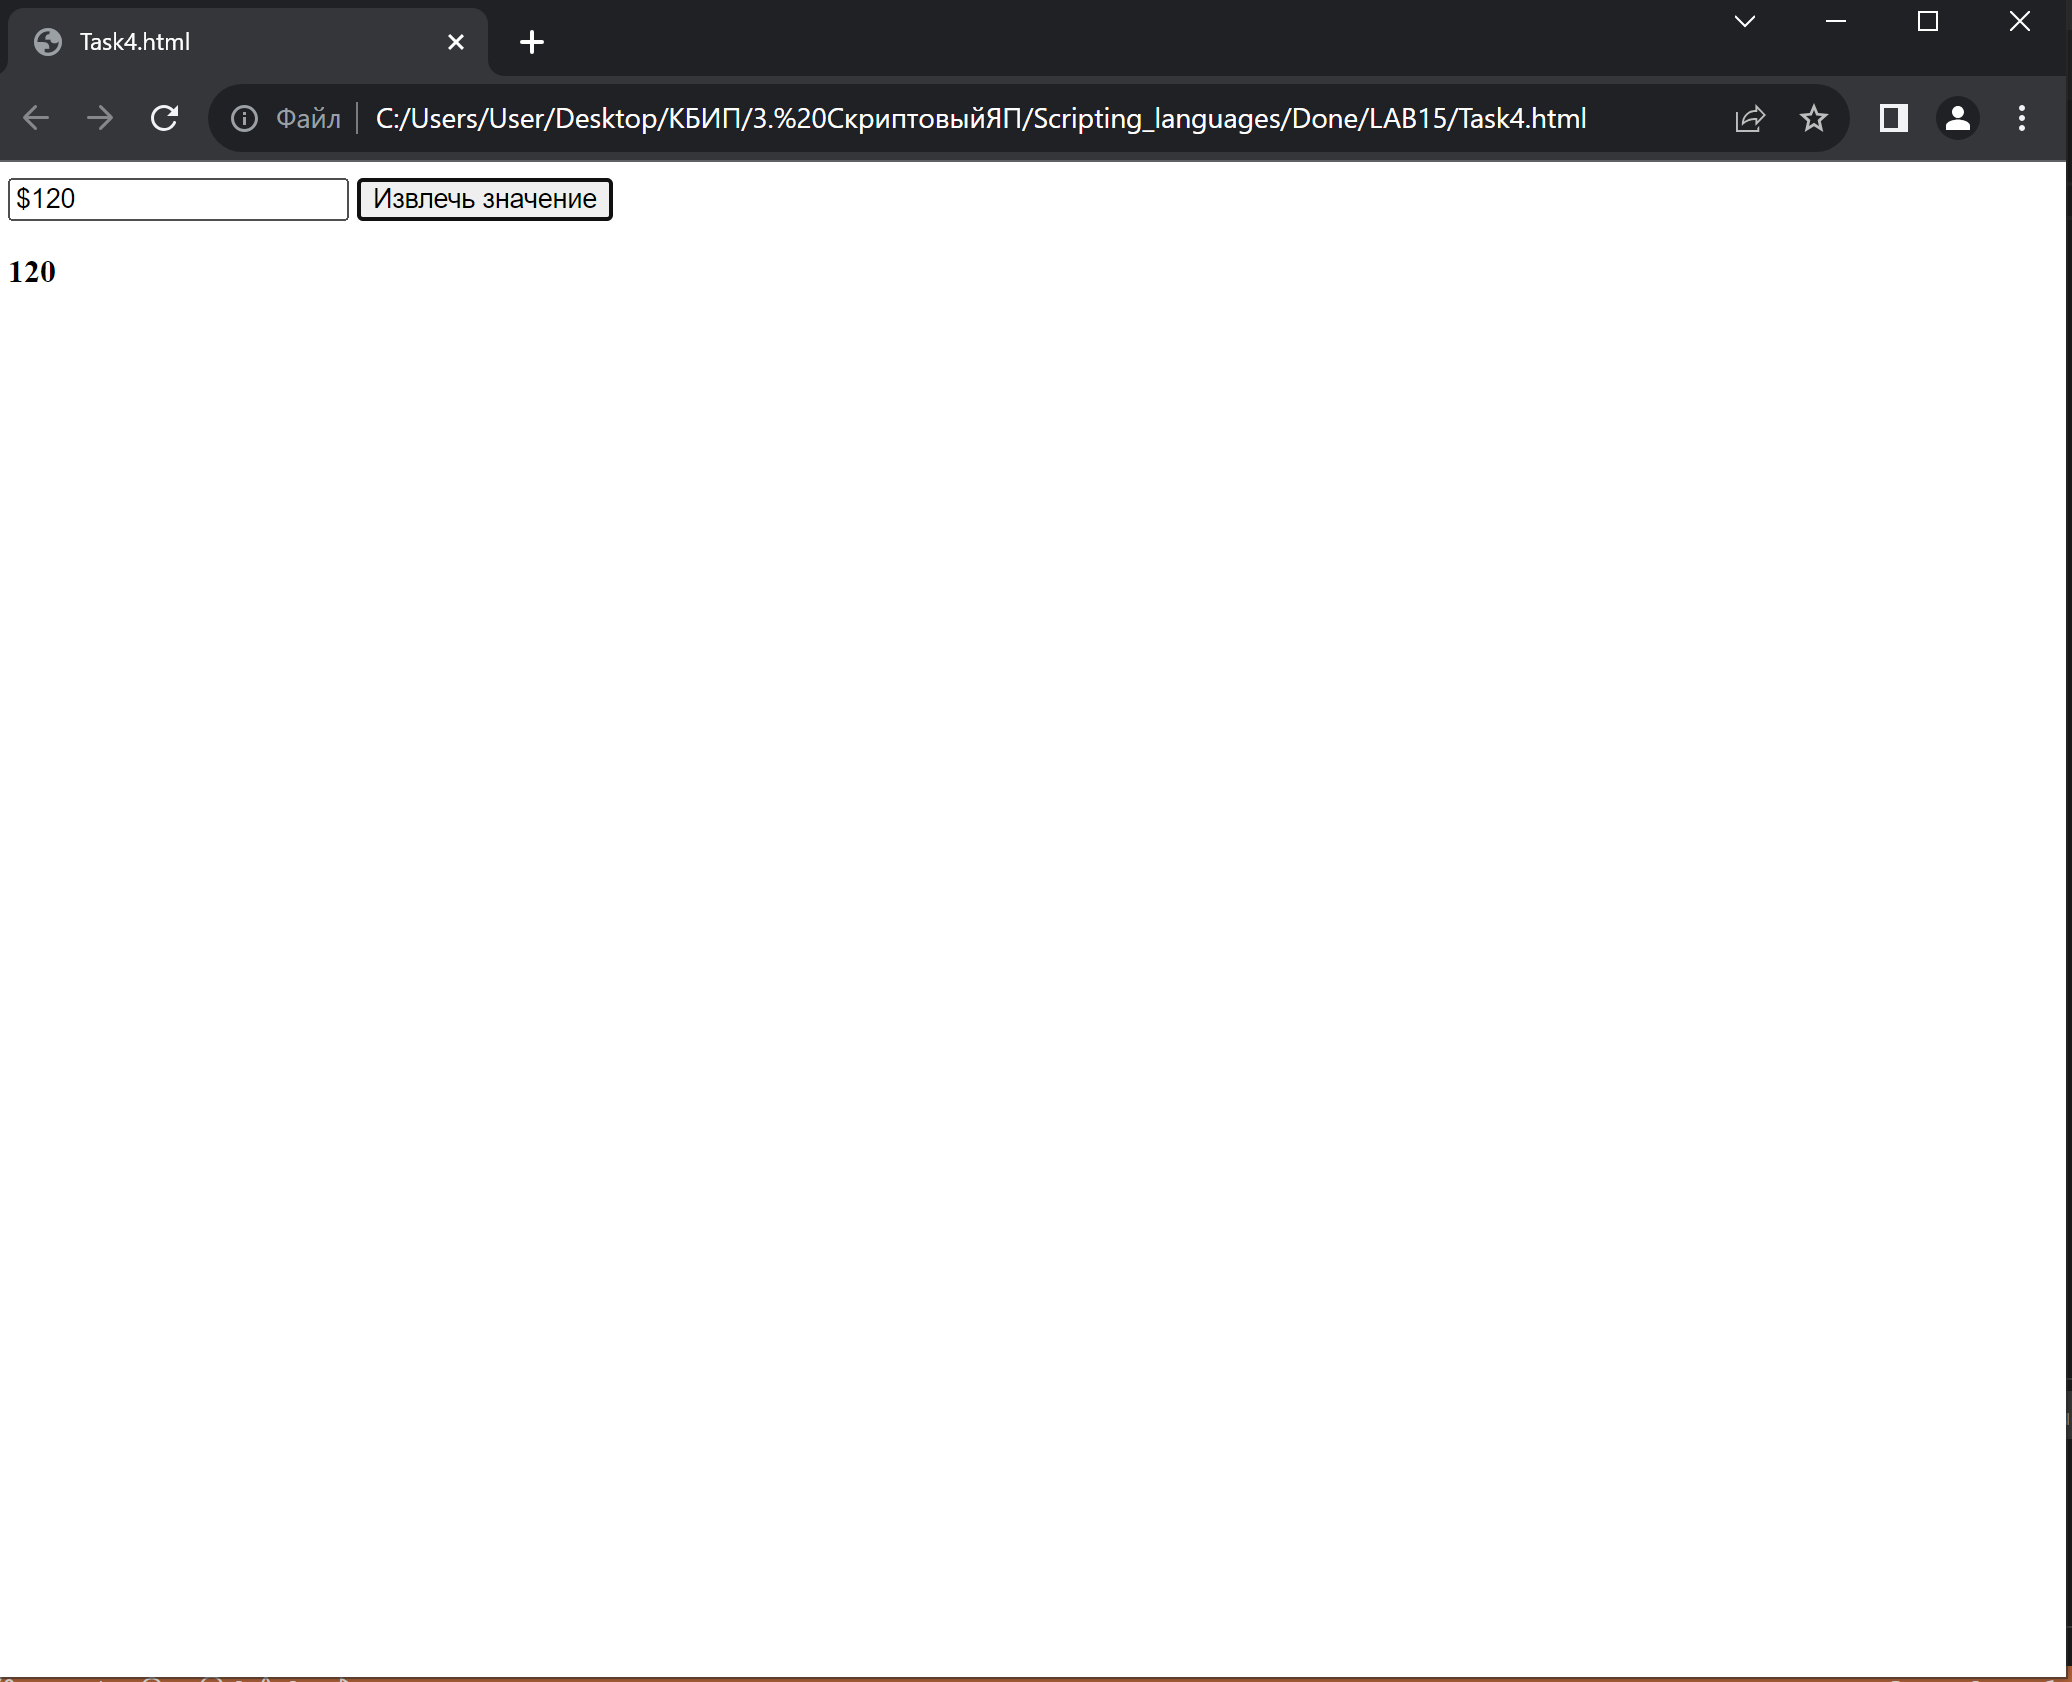 Task4.html
Файл C:/Users/User/Desktop/КБИП/3.%20СкриптовыйЯП/Scripting_languages/Done/LAB15/Task4.html
$120 Извлечь значение
120